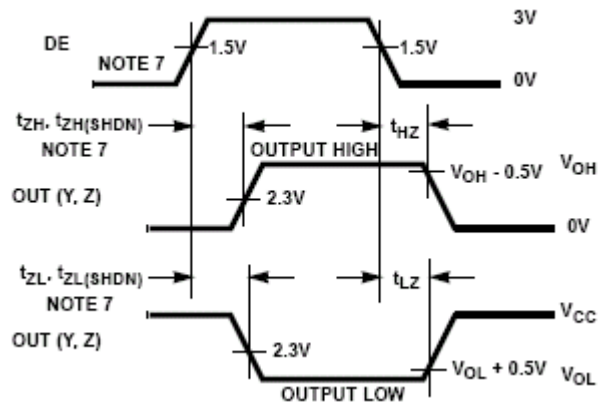 3V
DE
1.5V
1.5V
NOTE 7
0V
tZH, tZH(SHDN)
NOTE 7
tHZ
OUTPUT HIGH
VOH - 0.5V
VOH
OUT (Y, Z)
2.3V
0V
tZL, tZL(SHDN)
NOTE 7
tLZ
VCC
OUT (Y, Z)
2.3V
VOL + 0.5V
VOL
OUTPUT LOW